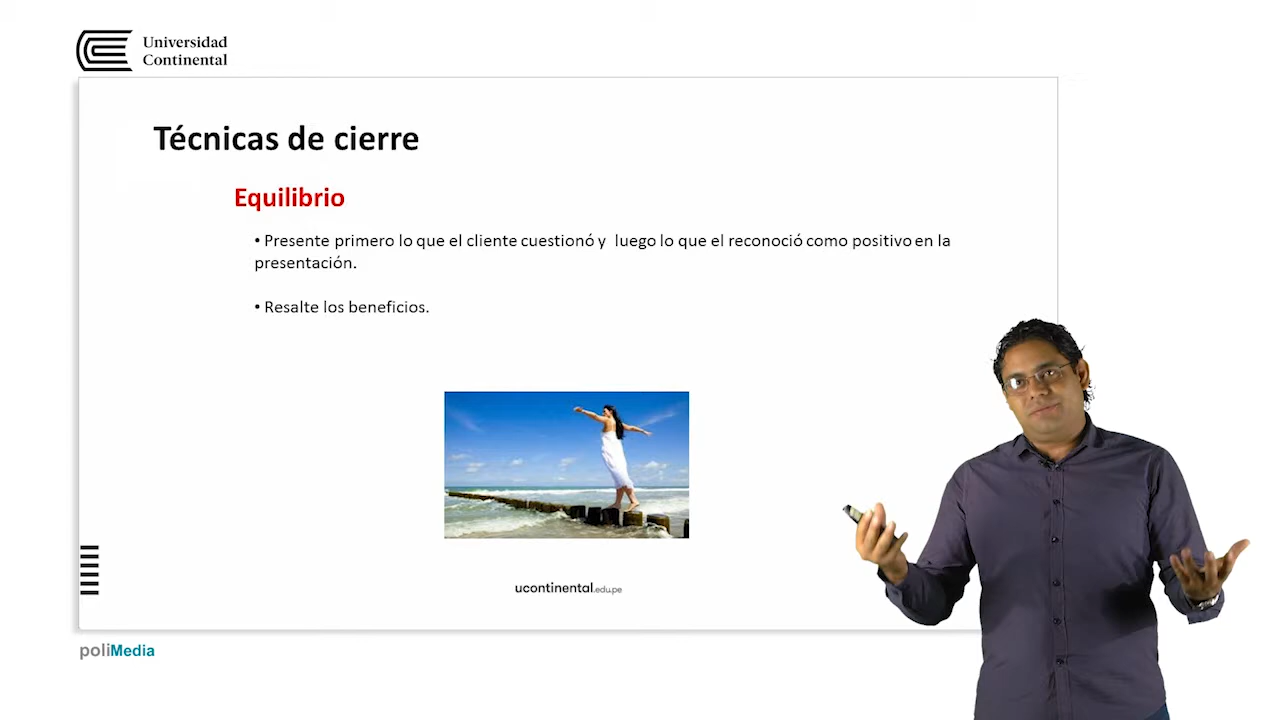 Universidad
Continental
Técnicas de cierre
Equilibrio
• Presente primero lo que el cliente cuestionó y luego lo que el reconoció como positivo en la
presentación.
• Resalte los beneficios.
ucontinental.edu.pe
poliMedia